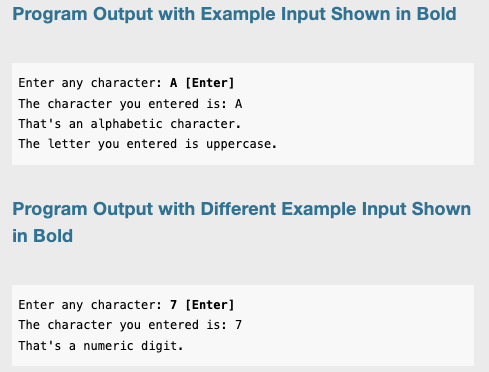 Program Output with Example Input Shown in Bold
Enter any character: A [Enter]
The character you entered is: A
That's an alphabetic character.
The letter you entered is uppercase.
Program Output with Different Example Input Shown
in Bold
Enter any character: 7 [Enter]
The character you entered is: 7
That's a numeric digit.